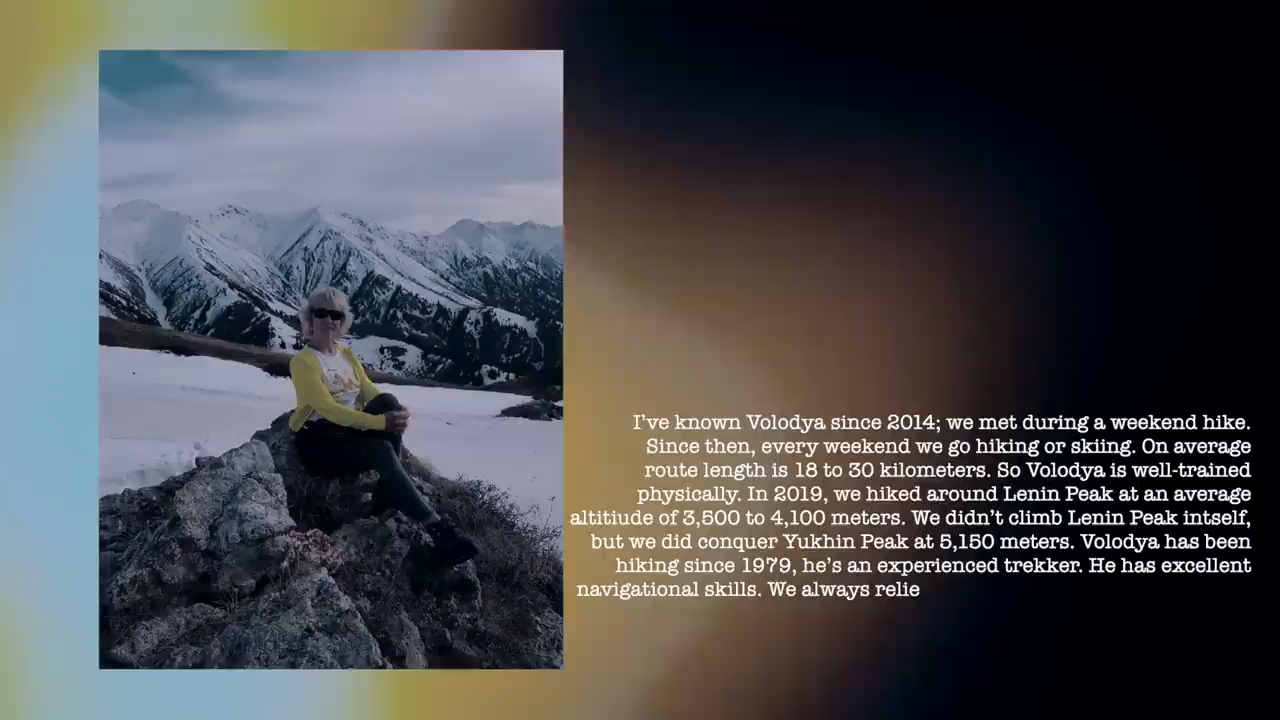 I've known Volodya since 2014; we met during a weekend hike.
Since then, every weekend we go hiking or skiing. On average
route length is 18 to 30 kilometers. So Volodya is well-trained
physically. In 2019, we hiked around Lenin Peak at an average
altitiude of 3,500 to 4,100 meters. We didn't climb Lenin Peak intself,
but we did conquer Yukhin Peak at 5,150 meters. Volodya has been
hiking since 1979, he's an experienced trekker. He has excellent
navigational skills. We always relie